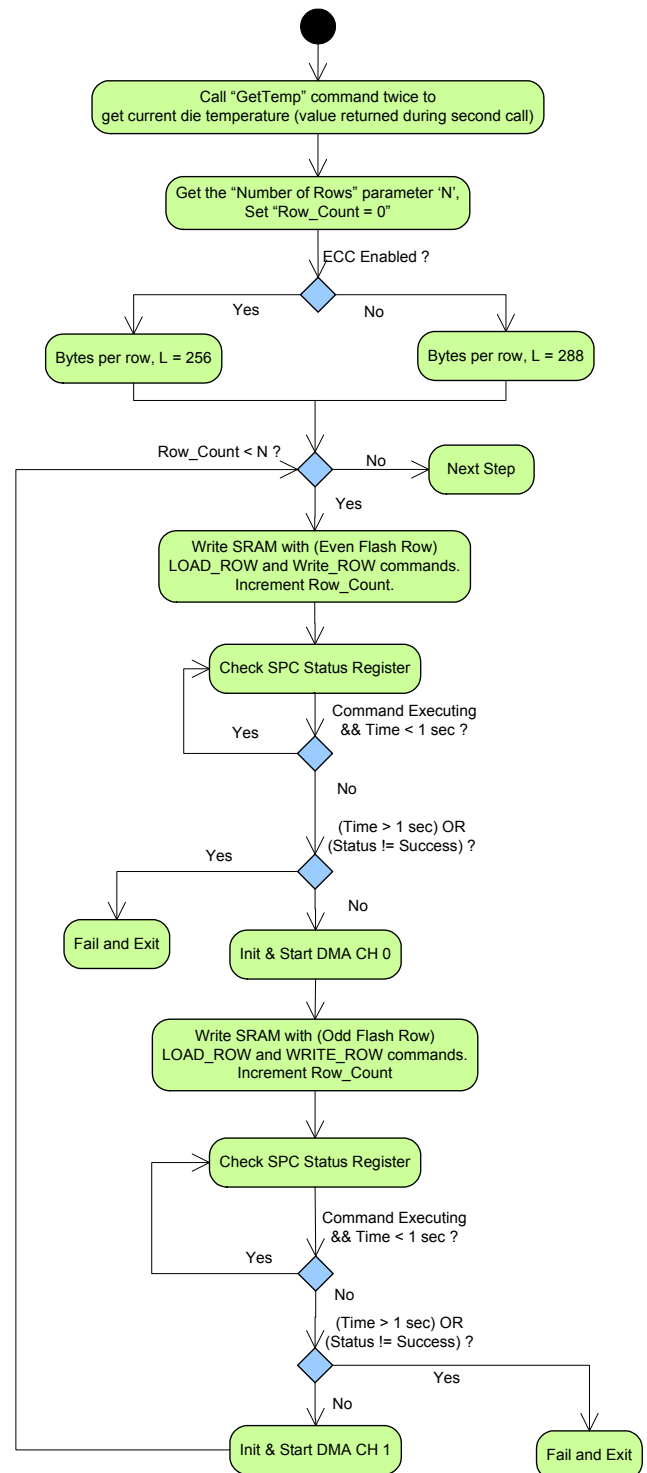 Call “GetTemp” command twice to
get current die temperature (value returned during second call)
Get the “Number of Rows” parameter ‘N’,
Set “Row_Count = 0”
ECC Enabled ?
Yes
No
Bytes per row, L = 256
Bytes per row, L = 288
Row_Count < N ?
No
Next Step
Yes
Write SRAM with (Even Flash Row)
LOAD_ROW and Write_ROW commands.
Increment Row_Count.
Check SPC Status Register
Command Executing
&& Time < 1 sec ?
Yes
No
(Time > 1 sec) OR
(Status != Success) ?
Yes
No
Fail and Exit
Init & Start DMA CH 0
Write SRAM with (Odd Flash Row)
LOAD_ROW and WRITE_ROW commands.
Increment Row_Count
Check SPC Status Register
Command Executing
&& Time < 1 sec ?
Yes
No
(Time > 1 sec) OR
(Status != Success) ?
Yes
No
Init & Start DMA CH 1
Fail and Exit